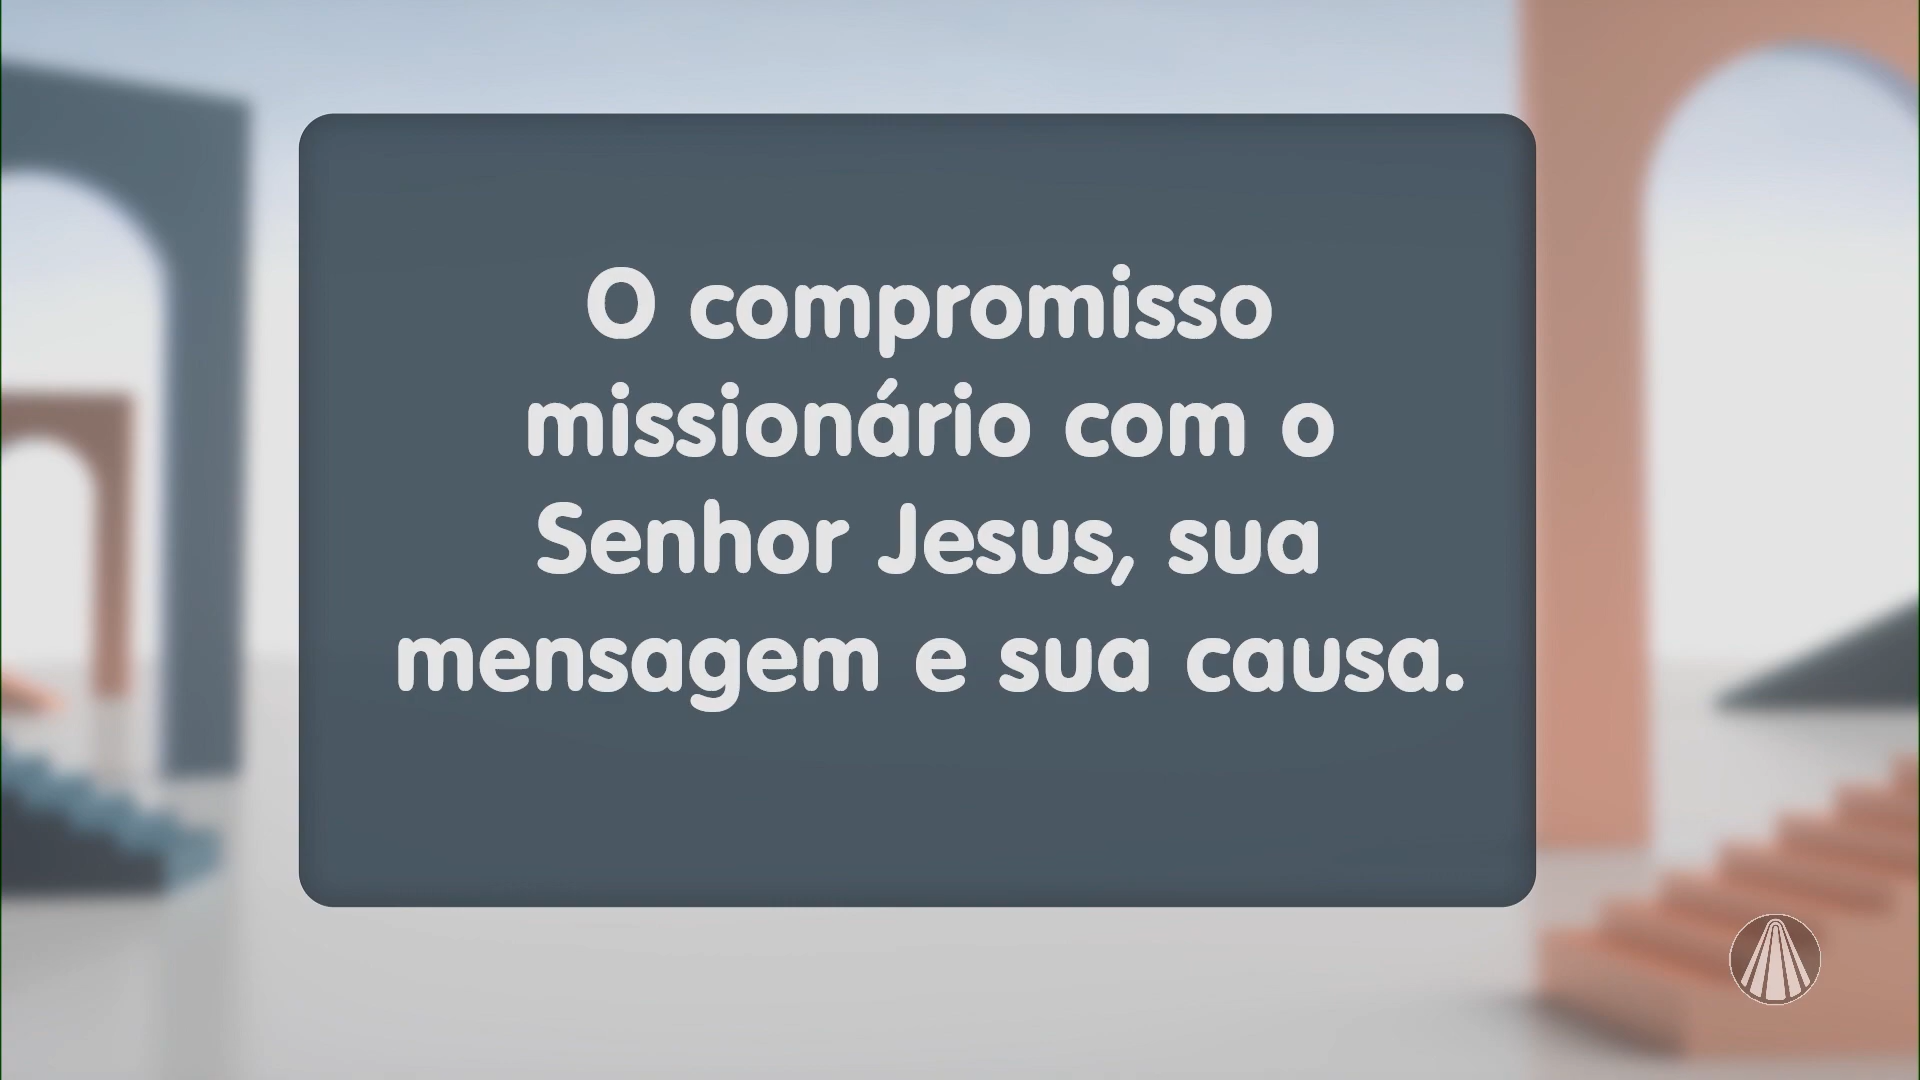 O compromisso
missionário com o
Senhor Jesus, sua
mensagem e sua causa.